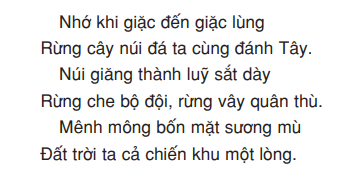 Nhớ khi giặc đến giặc lùng
Rừng cây núi đá ta cùng đánh Tây.
Núi giăng thành luỹ sắt dày
Rừng che bộ đội, rừng vây quân thù.
Mênh mông bốn mặt sương mù
Đất trời ta cả chiến khu một lòng.